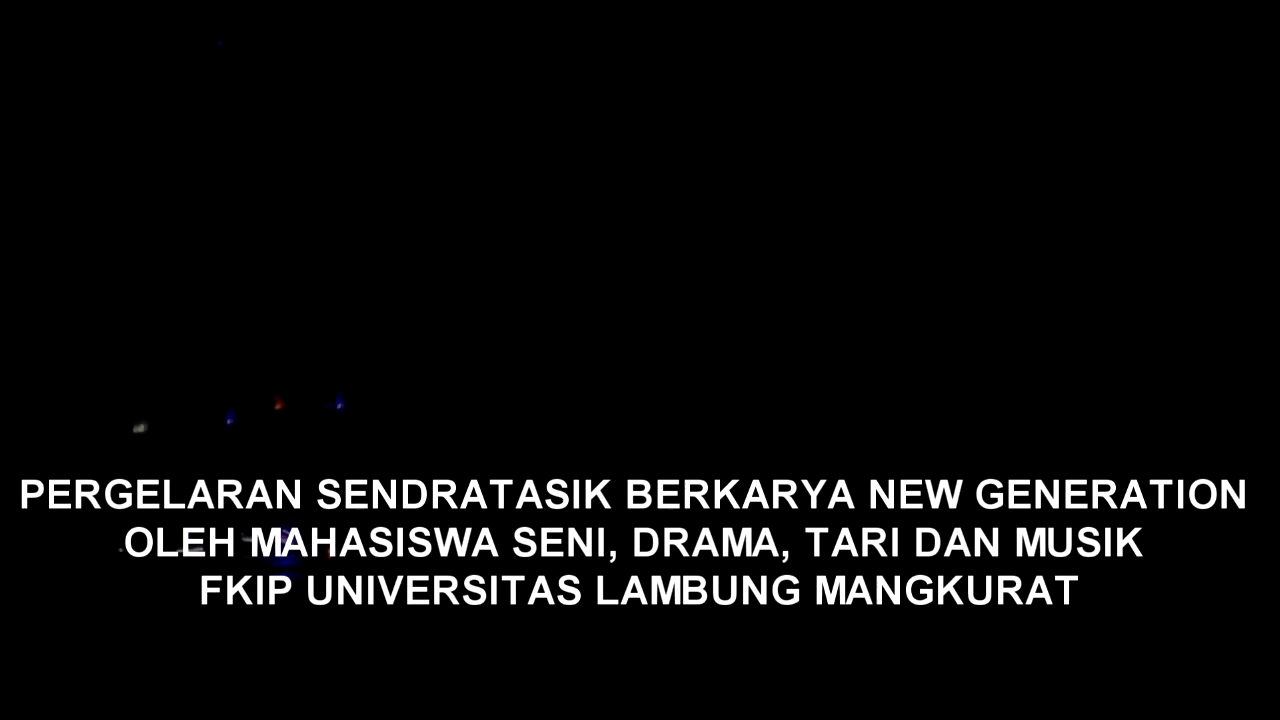 PERGELARAN SENDRATASIK BERKARYA NEW GENERATION
OLEH MAHASISWA SENI, DRAMA, TARI DAN MUSIK
FKIP UNIVERSITAS LAMBUNG MANGKURAT